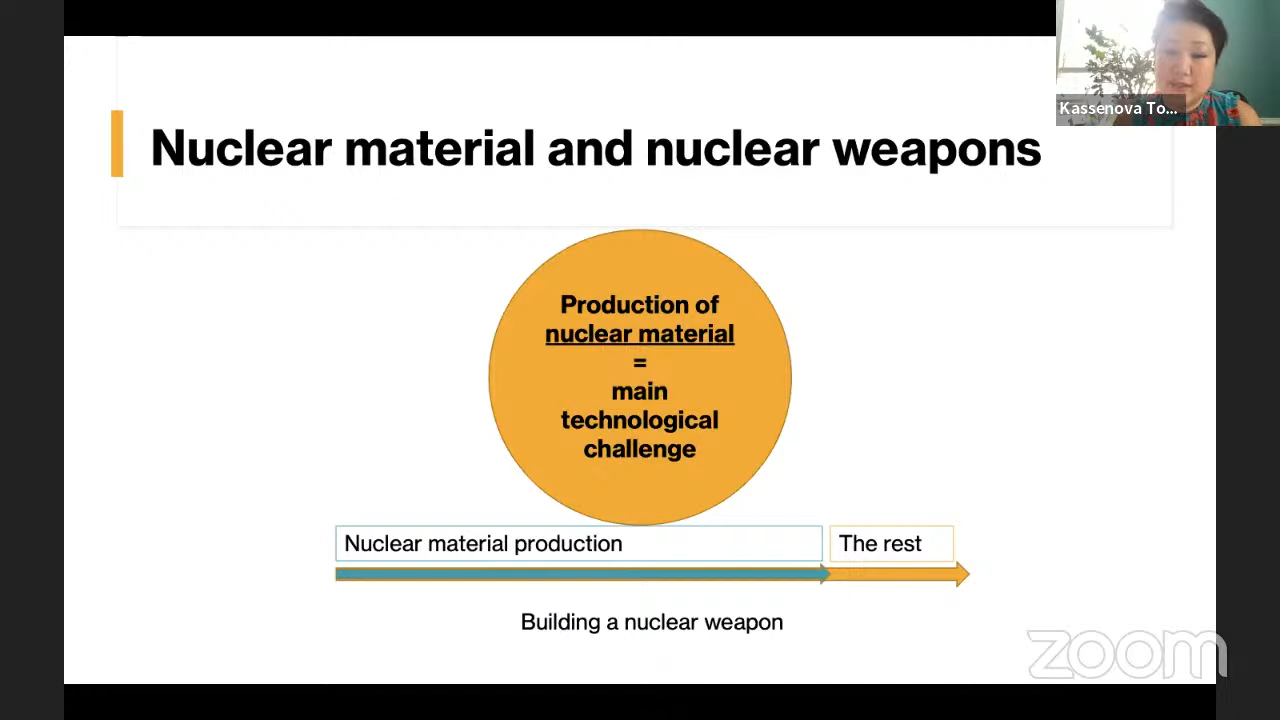 Kassenova To...
Nuclear material and nuclear weapons
Production of
nuclear material
=
main
technological
challenge
Nuclear material production
The rest
Building a nuclear weapon
zoom